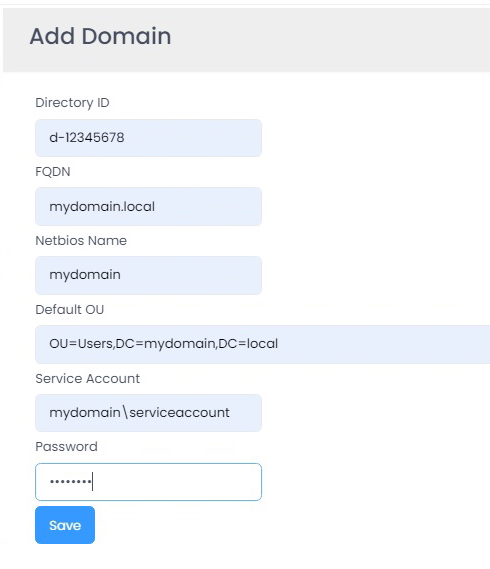 Add Domain
Directory ID
d-12345678
FQDN
mydomain.local
Netbios Name
mydomain
Default OU
OU=Users,DC=mydomain,DC=local
Service Account
mydomain\serviceaccount
Password
••••••••
Save